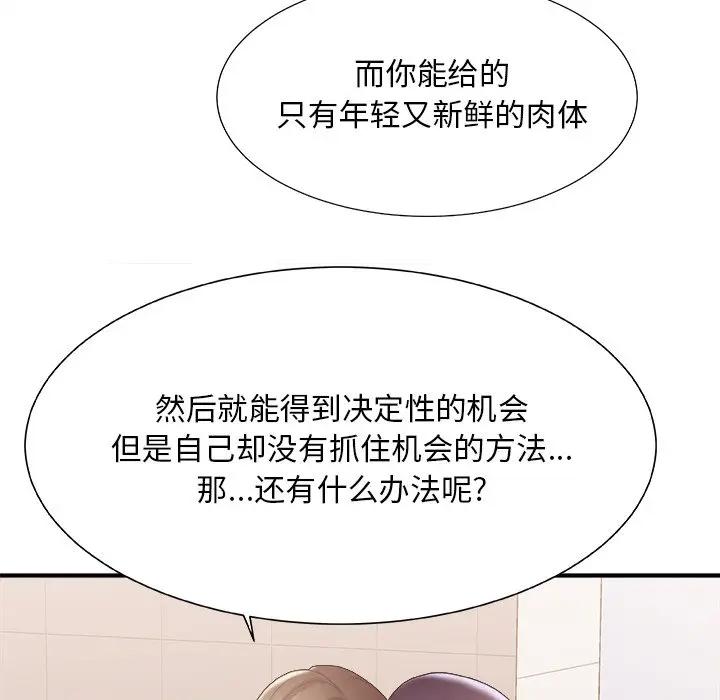 而你能给的
只有年轻又新鲜的肉体
然后就能得到决定性的机会
但是自己却没有抓住机会的方法...
那...还有什么办法呢?